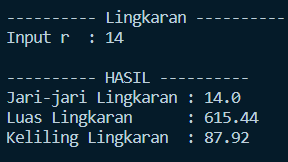 ---------- Lingkaran ----------
Input r  : 14

---------- HASIL ----------
Jari-jari Lingkaran : 14.0
Luas Lingkaran      : 615.44
Keliling Lingkaran  : 87.92